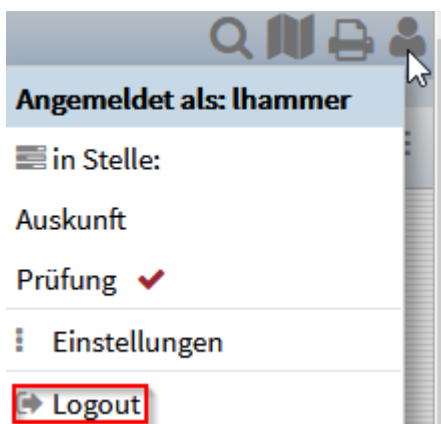 Angemeldet als: lhammer
in Stelle:
Auskunft
Prüfung
Einstellungen
Logout